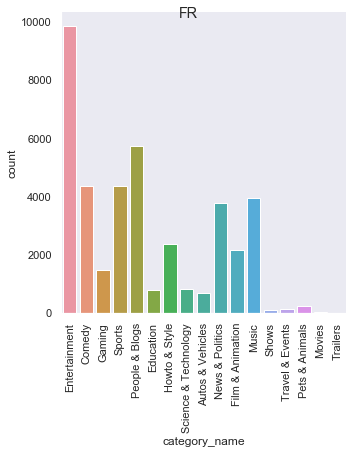 FR
10000
8000
6000
4000
2000
0
count
Entertainment
Comedy
Gaming
Sports
People & Blogs
Education
Howto & Style
Science & Technology
Autos & Vehicles
News & Politics
Film & Animation
Music
Shows
Travel & Events
Pets & Animals
Movies
Trailers
category_name